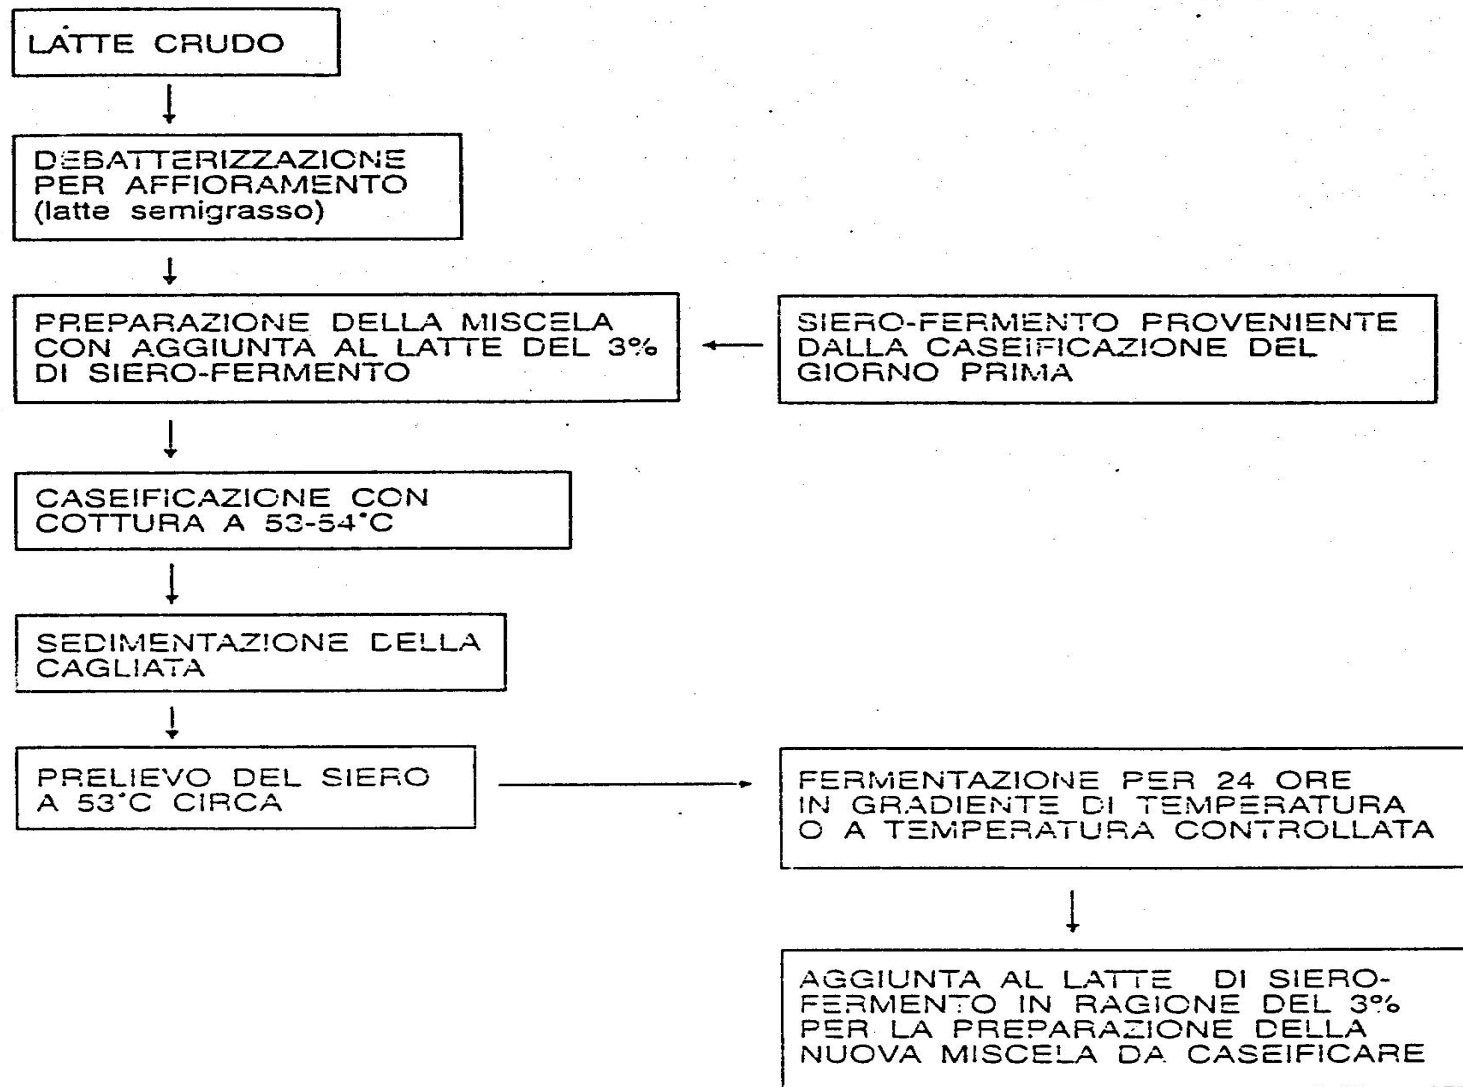 LATTE CRUDO
DEBATTERIZZAZIONE
PER AFFIORAMENTO
(latte semigrasso)
PREPARAZIONE DELLA MISCELA
CON AGGIUNTA AL LATTE DEL 3%
DI SIERO-FERMENTO
SIERO-FERMENTO PROVENIENTE
DALLA CASEIFICAZIONE DEL
GIORNO PRIMA
CASEIFICAZIONE CON
COTTURA A 53-54°C
SEDIMENTAZIONE DELLA
CAGLIATA
PRELIEVO DEL SIERO
A 53°C CIRCA
FERMENTAZIONE PER 24 ORE
IN GRADIENTE DI TEMPERATURA
O A TEMPERATURA CONTROLLATA
AGGIUNTA AL LATTE DI SIERO-
FERMENTO IN RAGIONE DEL 3%
PER LA PREPARAZIONE DELLA
NUOVA MISCELA DA CASEIFICARE